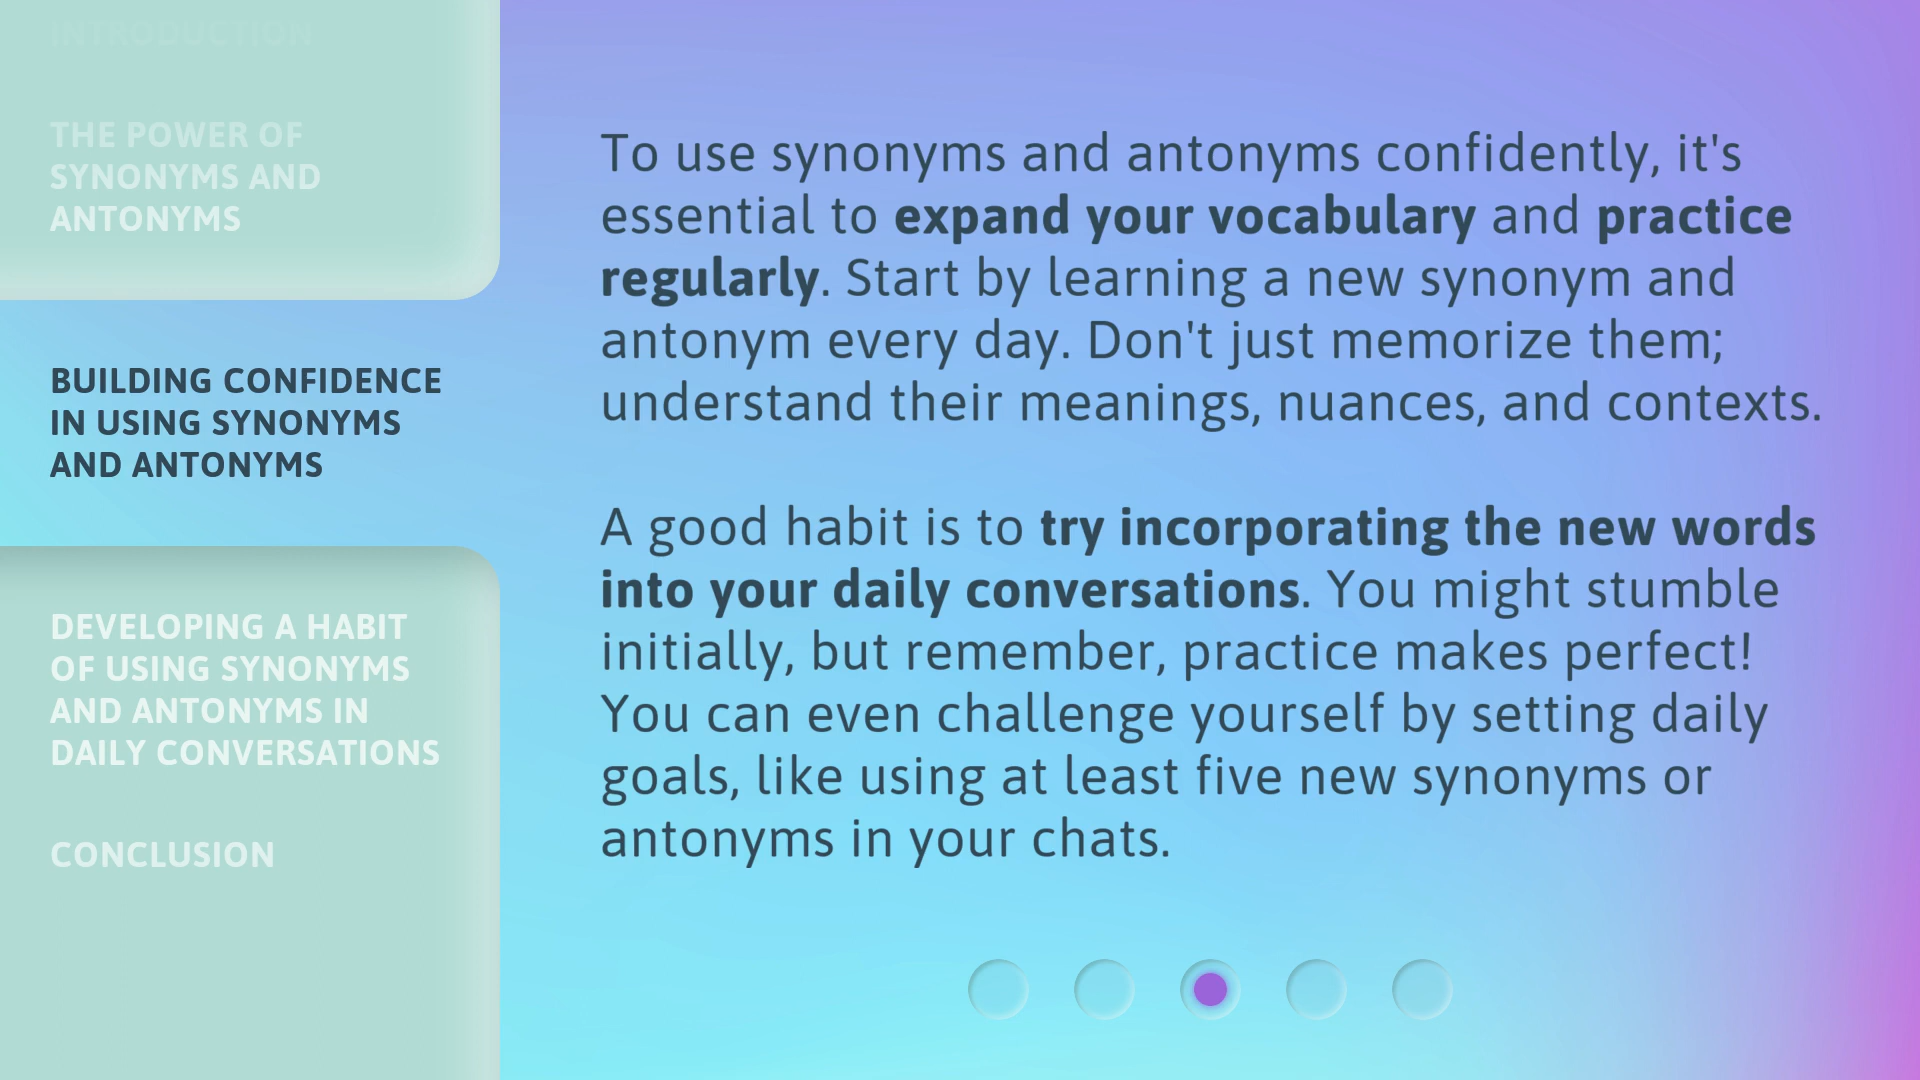 INTRODUCTION
THE POWER OF
SYNONYMS AND
ANTONYMS
BUILDING CONFIDENCE
IN USING SYNONYMS
AND ANTONYMS
DEVELOPING A HABIT
OF USING SYNONYMS
AND ANTONYMS IN
DAILY CONVERSATIONS
CONCLUSION
To use synonyms and antonyms confidently, it's
essential to expand your vocabulary and practice
regularly. Start by learning a new synonym and
antonym every day. Don't just memorize them;
understand their meanings, nuances, and contexts.
A good habit is to try incorporating the new words
into your daily conversations. You might stumble
initially, but remember, practice makes perfect!
You can even challenge yourself by setting daily
goals, like using at least five new synonyms or
antonyms in your chats.